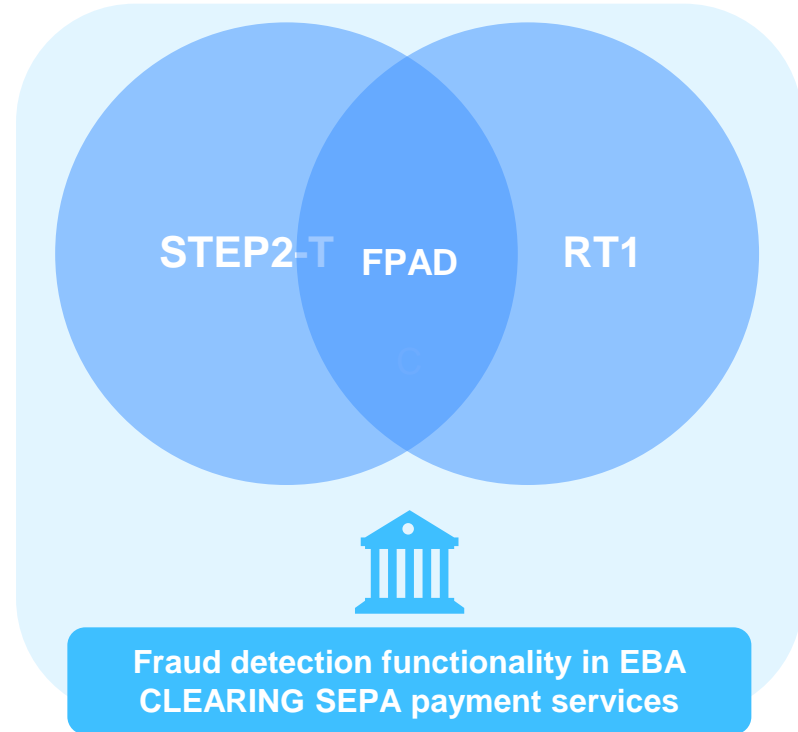 STEP2-T
FPAD
RT1
C
Fraud detection functionality in EBA
CLEARING SEPA payment services